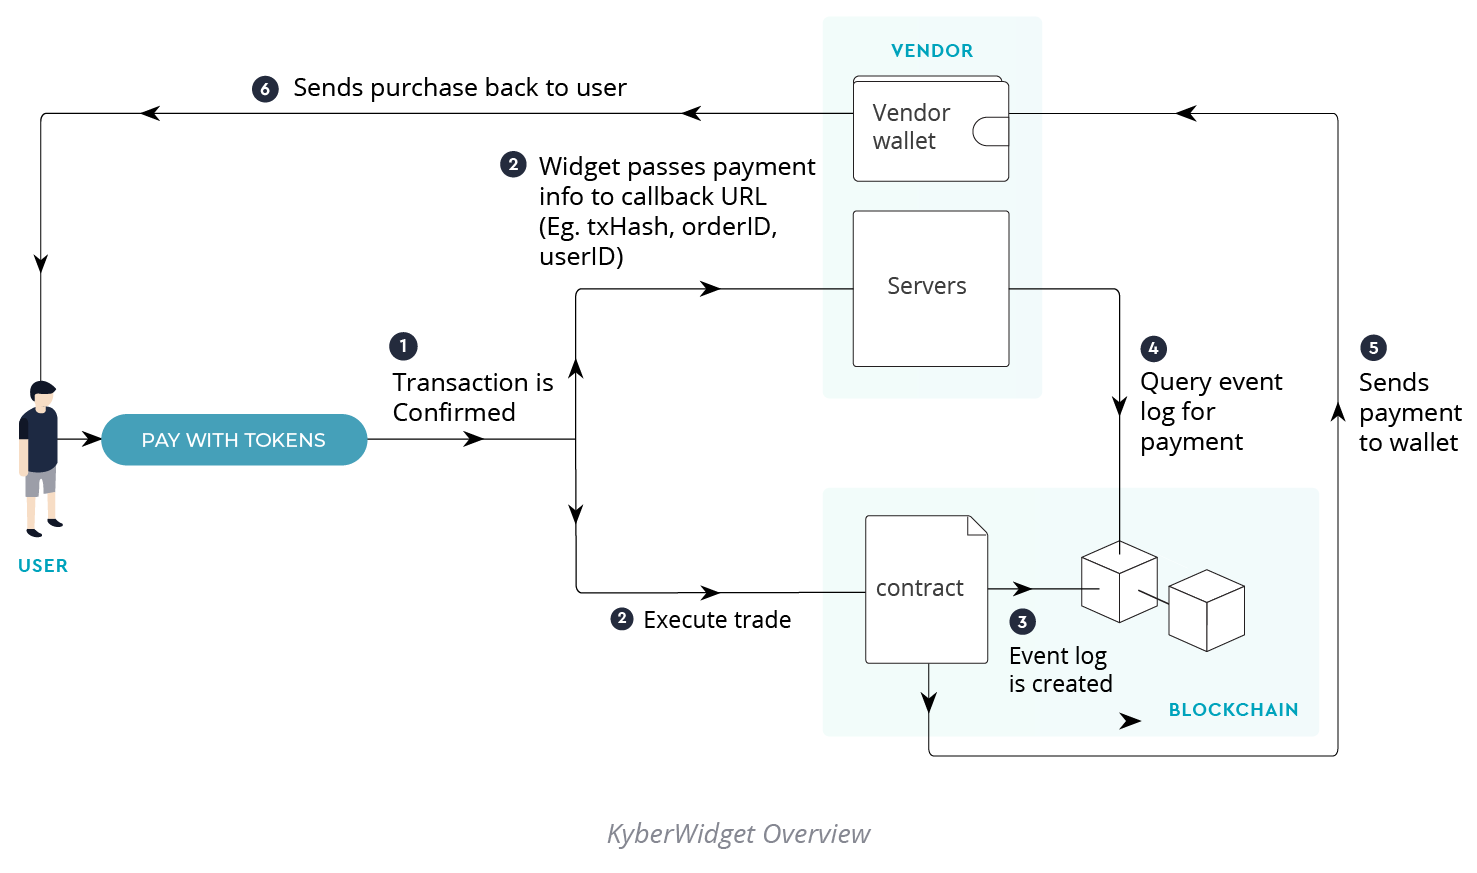 VENDOR
6 Sends purchase back to user
Vendor
wallet
2 Widget passes payment
info to callback URL
(Eg. txHash, orderID,
userID)
Servers
1
Transaction is
Confirmed
4
Query event
log for
payment
5
Sends
payment
to wallet
PAY WITH TOKENS
USER
contract
2 Execute trade
3
Event log
is created
BLOCKCHAIN
KyberWidget Overview